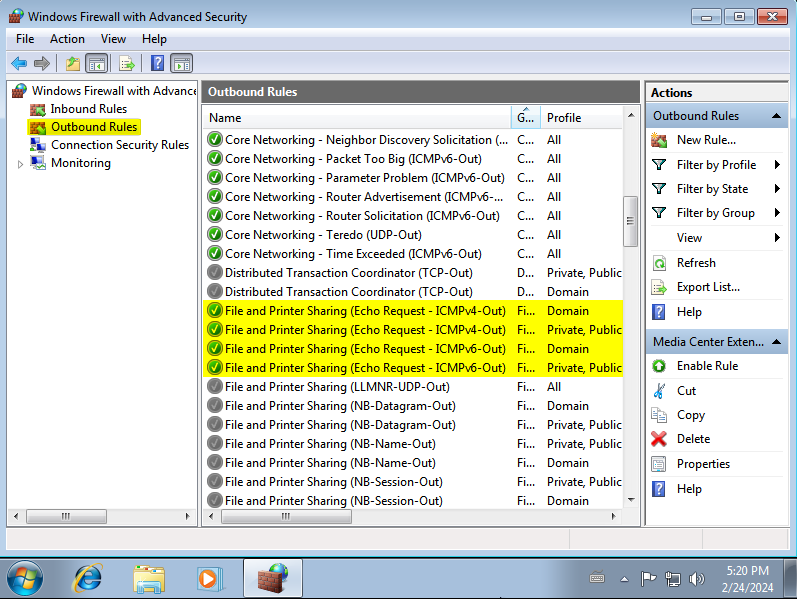 Windows Firewall with Advanced Security
File Action View Help
Windows Firewall with Advance
Inbound Rules
Outbound Rules
Connection Security Rules
Monitoring
Outbound Rules
Name G... Profile
Core Networking - Neighbor Discovery Solicitation (... C... All
Core Networking - Packet Too Big (ICMPv6-Out) C... All
Core Networking - Parameter Problem (ICMPv6-Out) C... All
Core Networking - Router Advertisement (ICMPv6-... C... All
Core Networking - Router Solicitation (ICMPv6-Out) C... All
Core Networking - Teredo (UDP-Out) C... All
Core Networking - Time Exceeded (ICMPv6-Out) C... All
Distributed Transaction Coordinator (TCP-Out) D... Private, Public
Distributed Transaction Coordinator (TCP-Out) D... Domain
File and Printer Sharing (Echo Request - ICMPv4-Out) Fi... Domain
File and Printer Sharing (Echo Request - ICMPv4-Out) Fi... Private, Public
File and Printer Sharing (Echo Request - ICMPv6-Out) Fi... Domain
File and Printer Sharing (Echo Request - ICMPv6-Out) Fi... Private, Public
File and Printer Sharing (LLMNR-UDP-Out) Fi... All
File and Printer Sharing (NB-Datagram-Out) Fi... Domain
File and Printer Sharing (NB-Datagram-Out) Fi... Private, Public
File and Printer Sharing (NB-Name-Out) Fi... Private, Public
File and Printer Sharing (NB-Name-Out) Fi... Domain
File and Printer Sharing (NB-Session-Out) Fi... Private, Public
File and Printer Sharing (NB-Session-Out) Fi... Domain
Actions
Outbound Rules
New Rule...
Filter by Profile
Filter by State
Filter by Group
View
Refresh
Export List...
Help
Media Center Exten...
Enable Rule
Cut
Copy
Delete
Properties
Help
5:20 PM
2/24/2024